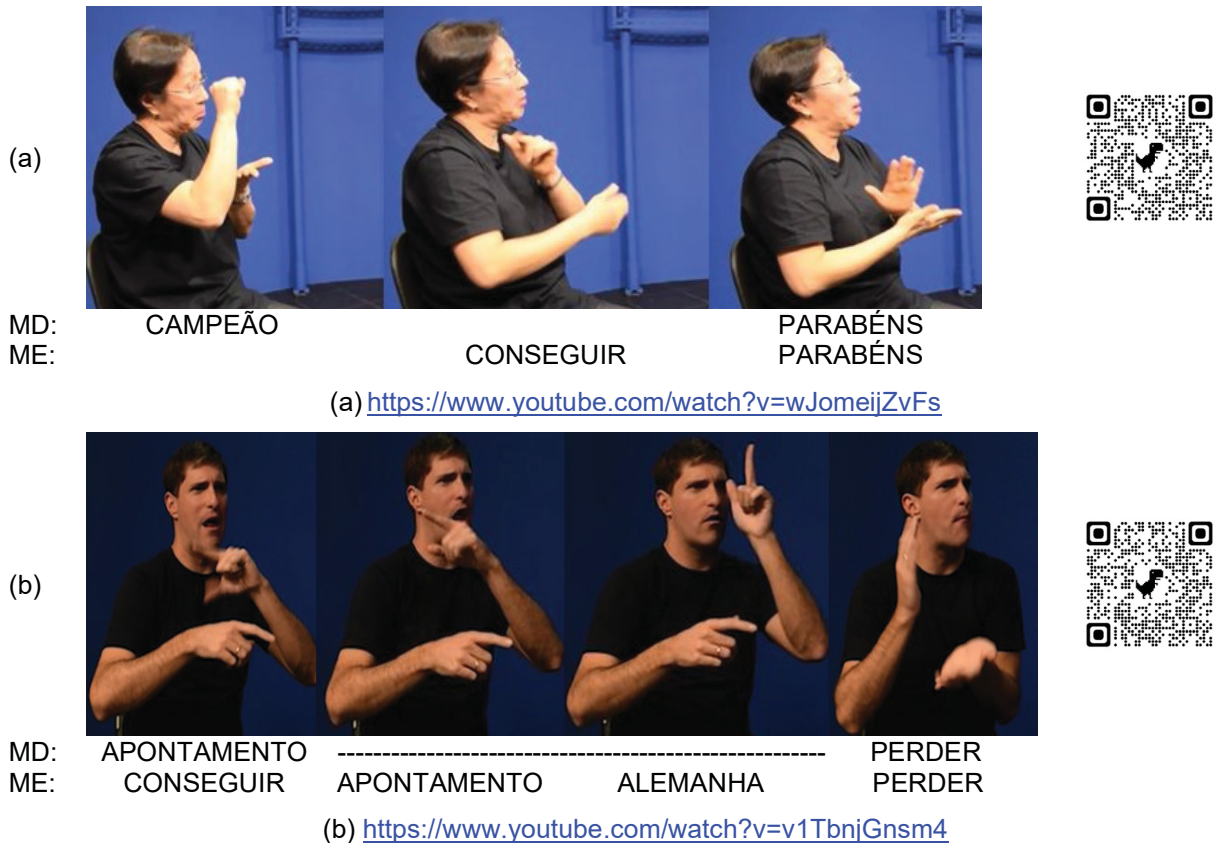 (a)
MD: CAMPEÃO PARABÉNS
ME: CONSEGUIR PARABÉNS
(a) https://www.youtube.com/watch?v=wJomeijZvFs
(b)
MD: APONTAMENTO ------------------------------------------------------- PERDER
ME: CONSEGUIR APONTAMENTO ALEMANHA PERDER
(b) https://www.youtube.com/watch?v=v1TbnjGnsm4